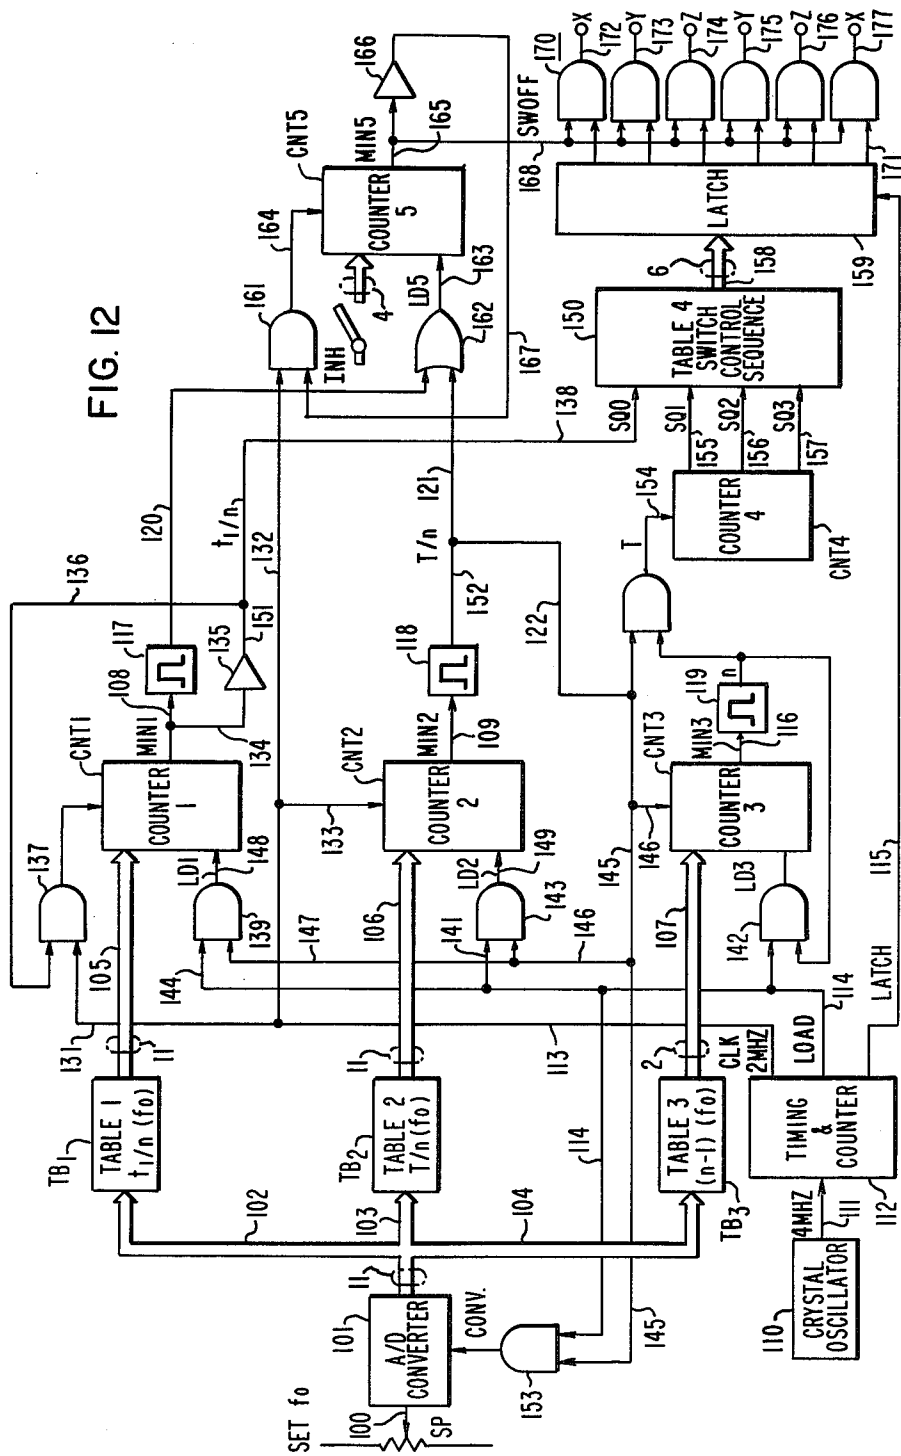 FIG. 12
SET fo
100
SP
101
A/D
CONVERTER
CONV.
153
145
11
102
103
104
114
TB1
TABLE 1
t1/n (fo)
TB2
TABLE 2
T/n (fo)
TB3
TABLE 3
(n-1) (fo)
110
CRYSTAL
OSCILLATOR
4MHZ
111
112
TIMING
&
COUNTER
CLK
2MHZ
LOAD
LATCH
113
114
115
131
11
105
11
106
2
107
144
147
141
146
142
137
139
LD1
148
143
LD2
149
LD3
145
146
136
CNT1
COUNTER
1
MIN1
108
117
134
135
151
133
CNT2
COUNTER
2
MIN2
109
118
152
122
CNT3
COUNTER
3
MIN3
116
119
n
120
t1/n
132
T/n
121
138
T
154
COUNTER
4
CNT4
SQ0
SQ1
155
SQ2
156
SQ3
157
150
TABLE 4
SWITCH
CONTROL
SEQUENCE
6
158
159
LATCH
171
161
164
INH
4
LD5
163
162
167
CNT5
COUNTER
5
MIN5
165
166
168
SWOFF
170
X
172
Y
173
Z
174
Y
175
Z
176
X
177